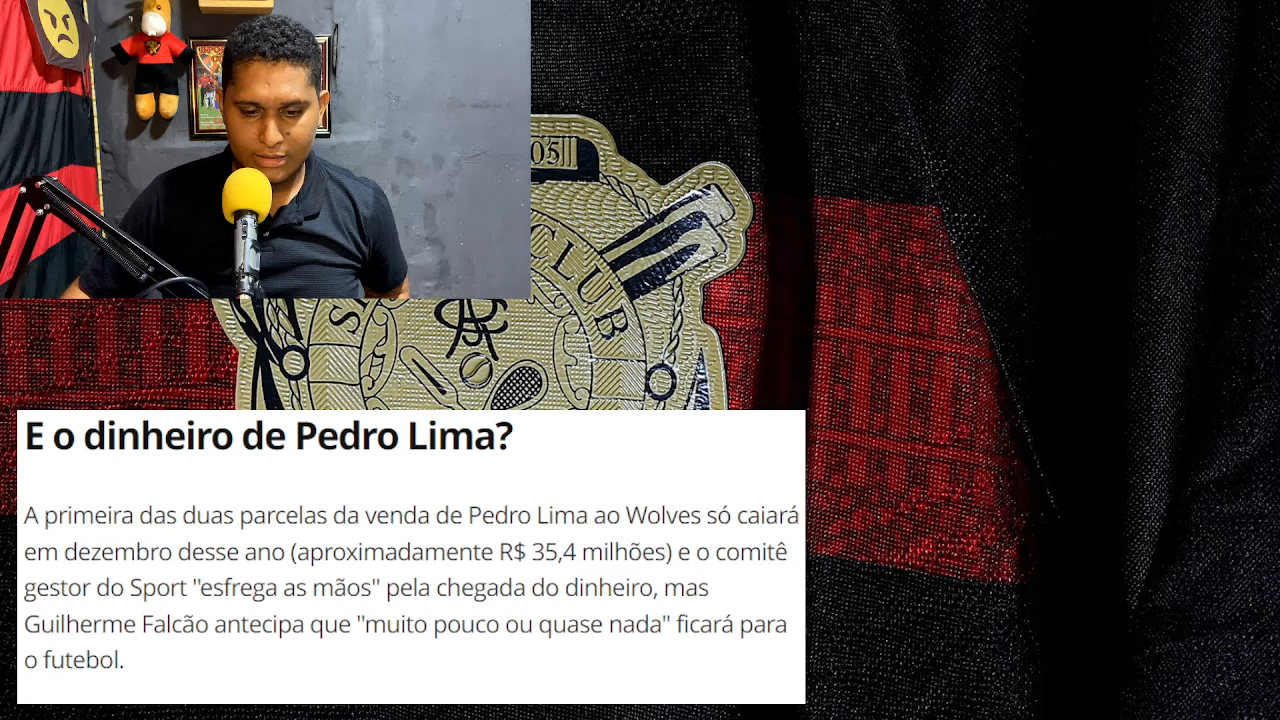 05
CLUB
S
E o dinheiro de Pedro Lima?
A primeira das duas parcelas da venda de Pedro Lima ao Wolves só caiará
em dezembro desse ano (aproximadamente R$ 35,4 milhões) e o comitê
gestor do Sport "esfrega as mãos" pela chegada do dinheiro, mas
Guilherme Falcão antecipa que "muito pouco ou quase nada" ficará para
o futebol.